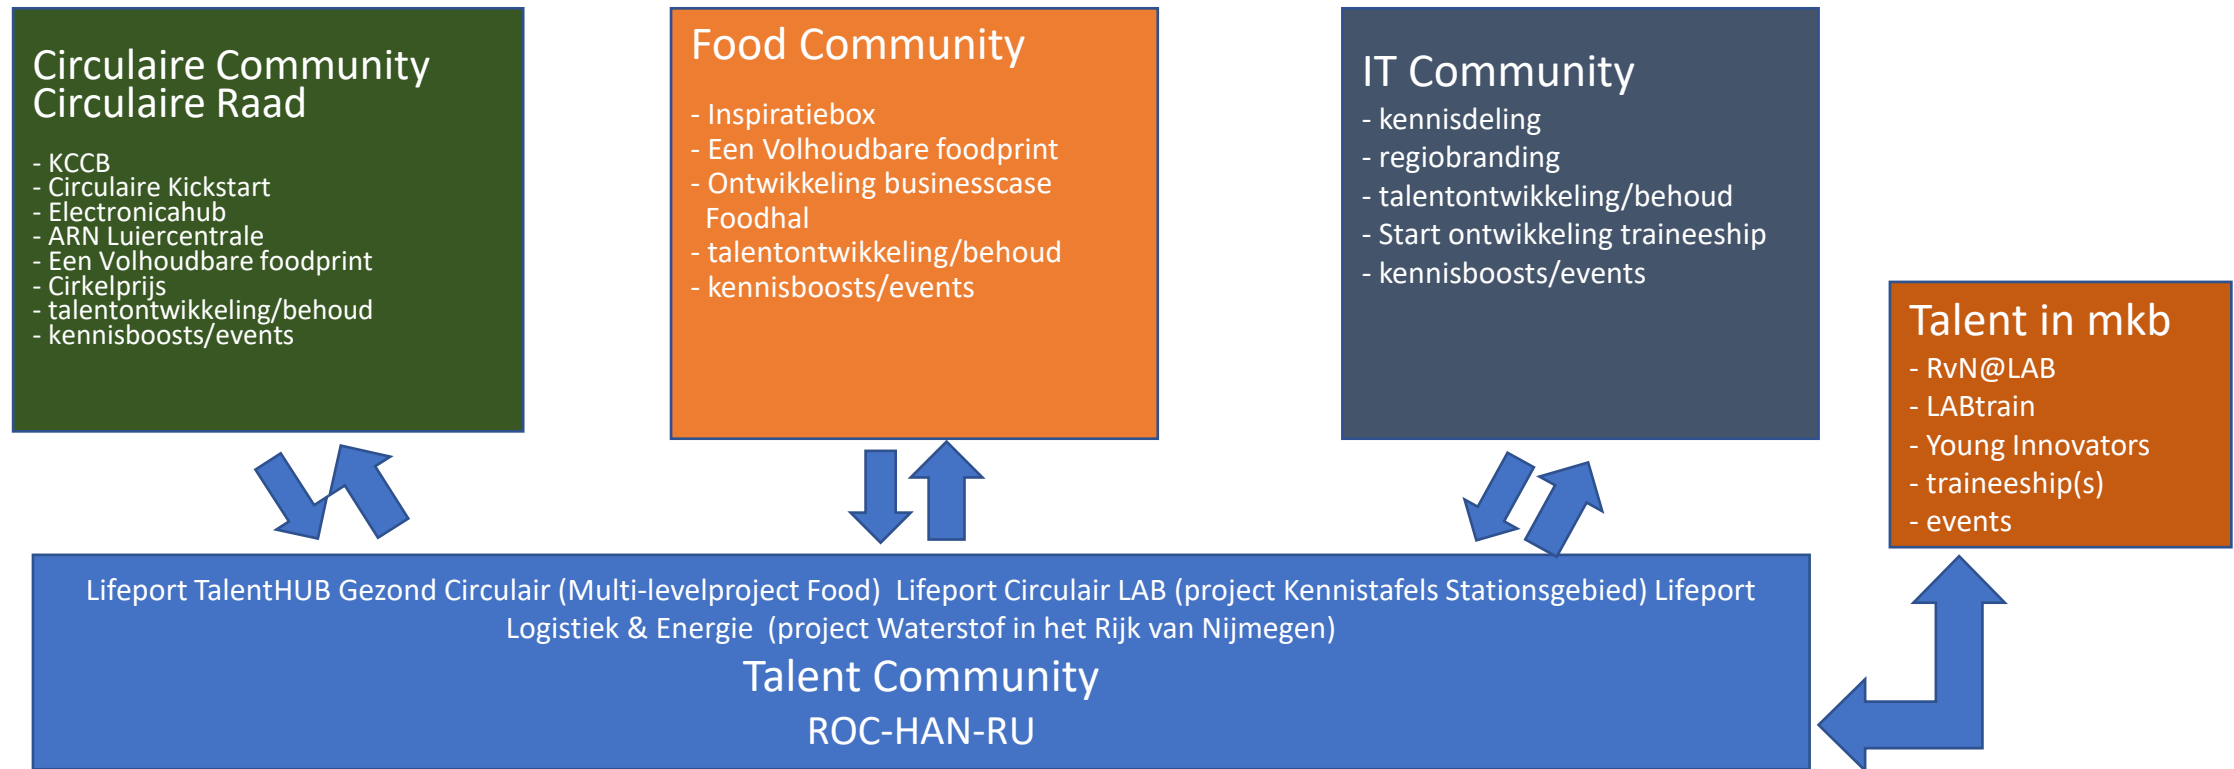 Circulaire Community
Circulaire Raad
- KCCB
- Circulaire Kickstart
- Electronicahub
- ARN Luiercentrale
- Een Volhoudbare foodprint
- Cirkelprijs
- talentontwikkeling/behoud
- kennisboosts/events
Food Community
- Inspiratiebox
- Een Volhoudbare foodprint
- Ontwikkeling businesscase
Foodhal
- talentontwikkeling/behoud
- kennisboosts/events
IT Community
- kennisdeling
- regiobranding
- talentontwikkeling/behoud
- Start ontwikkeling traineeship
- kennisboosts/events
Talent in mkb
- RvN@LAB
- LABtrain
- Young Innovators
- traineeship(s)
- events
Lifeport TalentHUB Gezond Circulair (Multi-levelproject Food)  Lifeport Circulair LAB (project Kennistafels Stationsgebied) Lifeport
Logistiek & Energie  (project Waterstof in het Rijk van Nijmegen)
Talent Community
ROC-HAN-RU